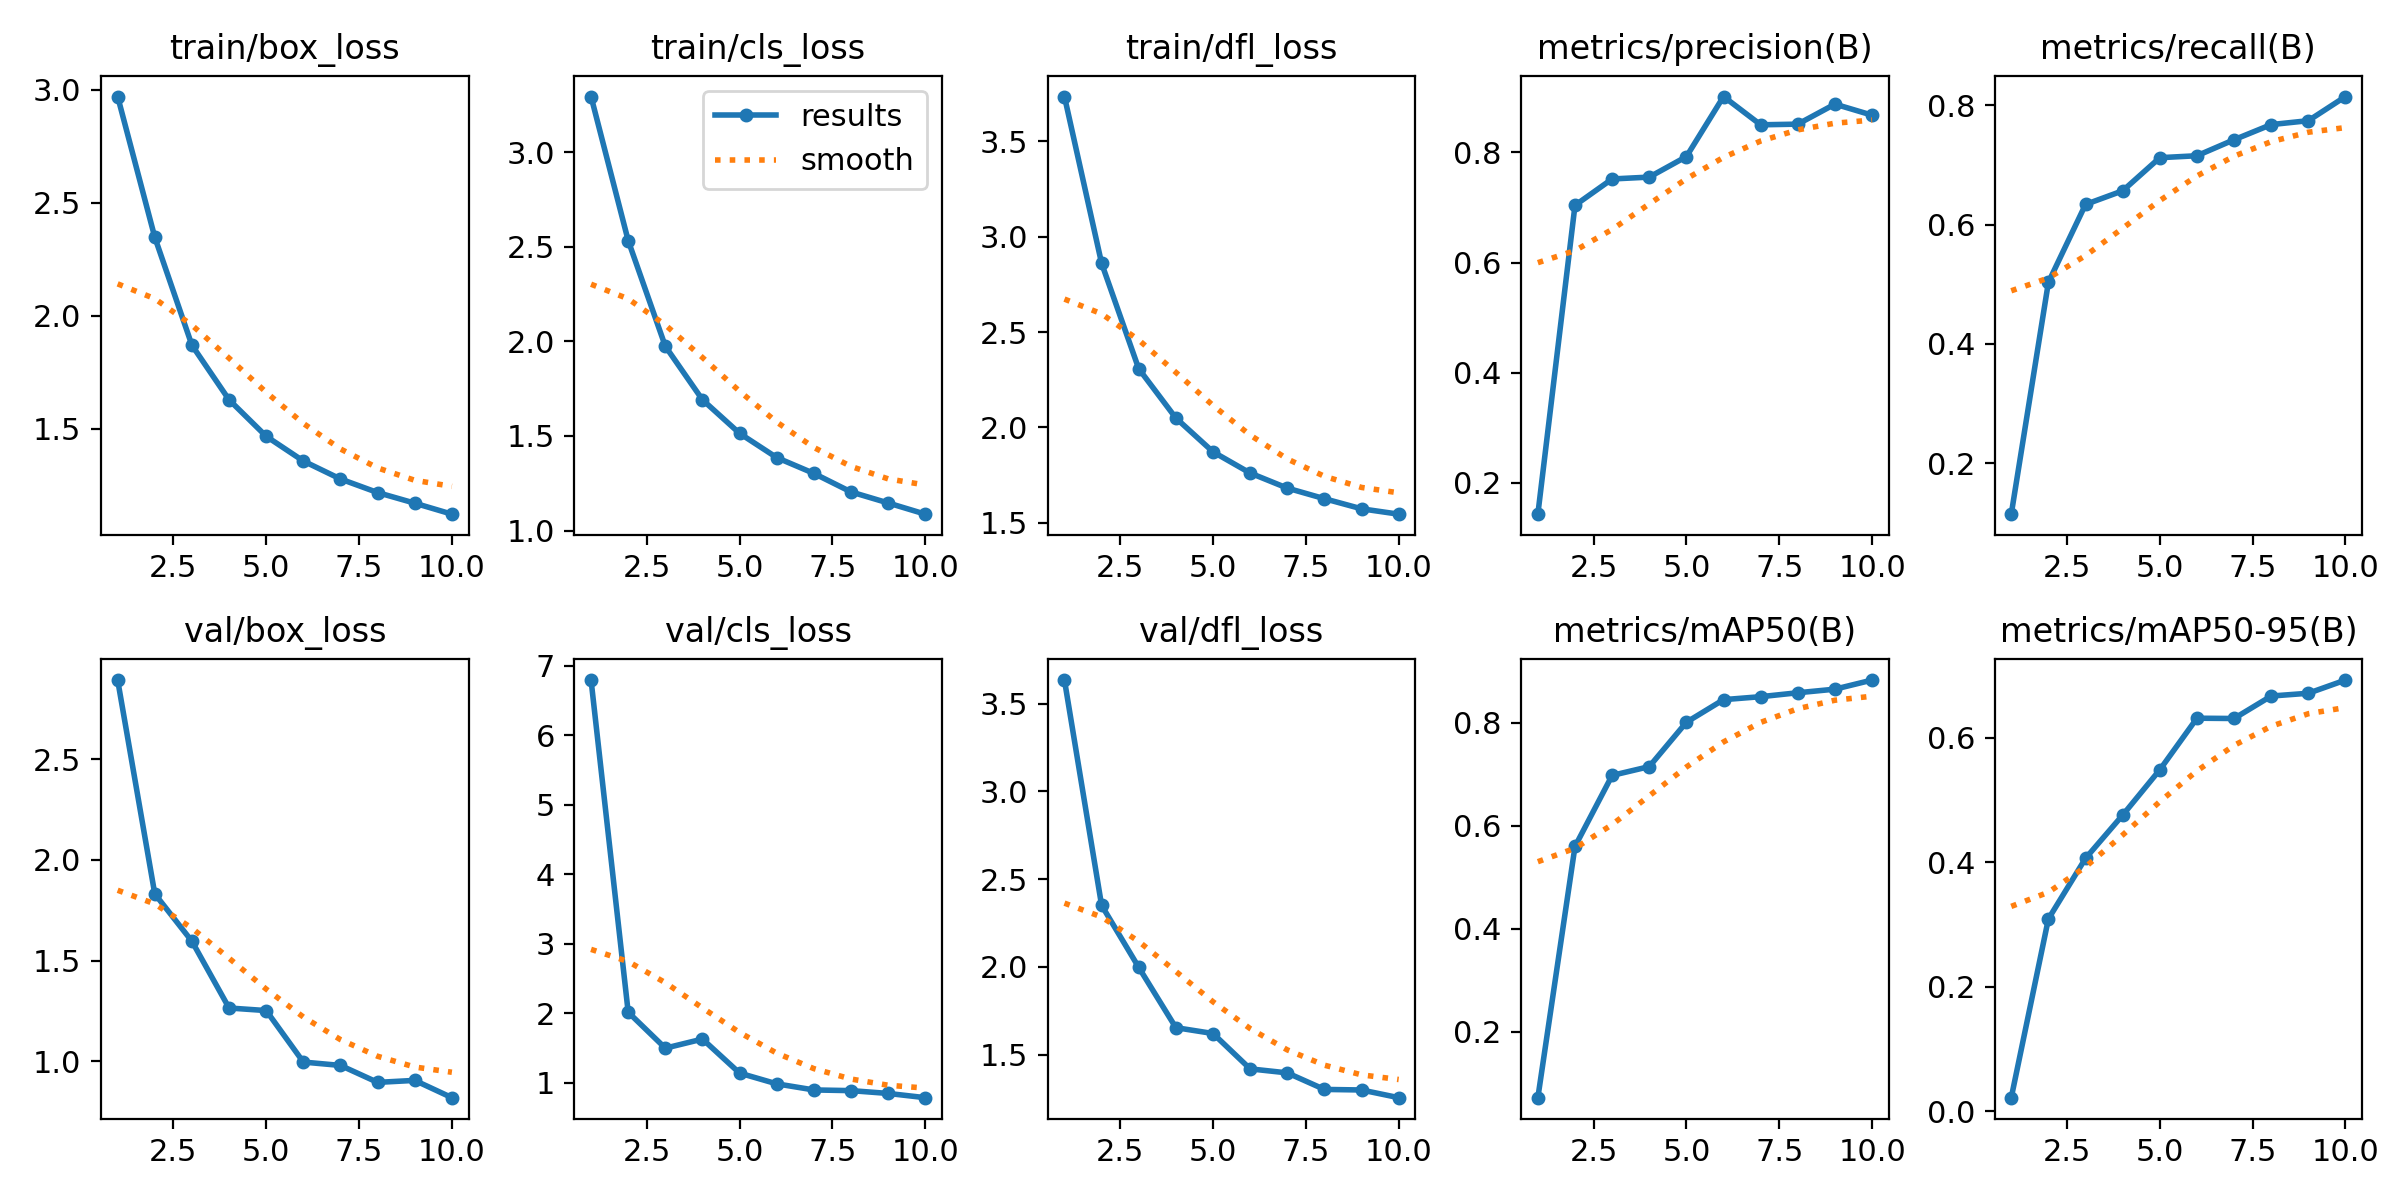 train/box_loss
3.0
2.5
2.0
1.5
2.5 5.0 7.5 10.0
train/cls_loss
results
smooth
3.0
2.5
2.0
1.5
1.0
2.5 5.0 7.5 10.0
train/dfl_loss
3.5
3.0
2.5
2.0
1.5
2.5 5.0 7.5 10.0
metrics/precision(B)
0.8
0.6
0.4
0.2
2.5 5.0 7.5 10.0
metrics/recall(B)
0.8
0.6
0.4
0.2
2.5 5.0 7.5 10.0
val/box_loss
2.5
2.0
1.5
1.0
2.5 5.0 7.5 10.0
val/cls_loss
7
6
5
4
3
2
1
2.5 5.0 7.5 10.0
val/dfl_loss
3.5
3.0
2.5
2.0
1.5
2.5 5.0 7.5 10.0
metrics/mAP50(B)
0.8
0.6
0.4
0.2
2.5 5.0 7.5 10.0
metrics/mAP50-95(B)
0.6
0.4
0.2
0.0
2.5 5.0 7.5 10.0